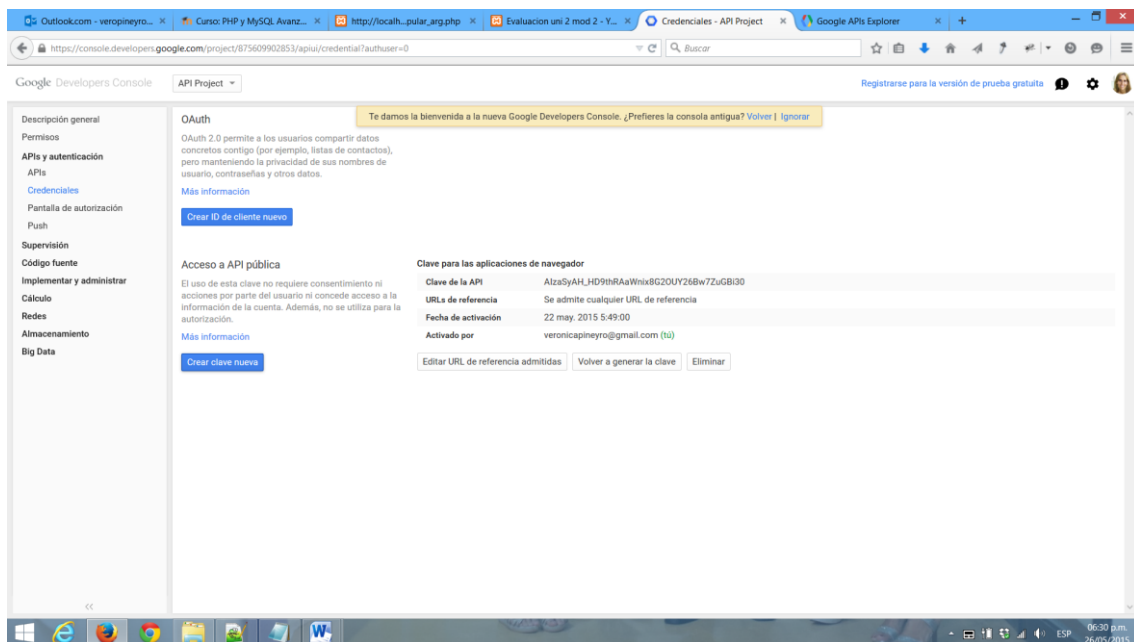 Outlook.com - veropineyro... ×
Curso: PHP y MySQL Avanz... ×
http://localh...pular_arg.php ×
Evaluacion uni 2 mod 2 - Y... ×
Credenciales - API Project ×
Google APIs Explorer ×
https://console.developers.google.com/project/875609902853/apiui/credential?authuser=0
Buscar
Google Developers Console
API Project
Registrarse para la versión de prueba gratuita
Te damos la bienvenida a la nueva Google Developers Console. ¿Prefieres la consola antigua? Volver | Ignorar
Descripción general
Permisos
APIs y autenticación
APIs
Credenciales
Pantalla de autorización
Push
Supervisión
Código fuente
Implementar y administrar
Cálculo
Redes
Almacenamiento
Big Data
<<
OAuth
OAuth 2.0 permite a los usuarios compartir datos
concretos contigo (por ejemplo, listas de contactos),
pero manteniendo la privacidad de sus nombres de
usuario, contraseñas y otros datos.
Más información
Crear ID de cliente nuevo
Acceso a API pública
El uso de esta clave no requiere consentimiento ni
acciones por parte del usuario ni concede acceso a la
información de la cuenta. Además, no se utiliza para la
autorización.
Más información
Crear clave nueva
Clave para las aplicaciones de navegador
Clave de la API AIzaSyAH_HD9thRAaWnix8G2OUY26Bw7ZuGBi30
URLs de referencia Se admite cualquier URL de referencia
Fecha de activación 22 may. 2015 5:49:00
Activado por veronicapineyro@gmail.com (tú)
Editar URL de referencia admitidas
Volver a generar la clave
Eliminar
ESP
06:30 p.m.
26/05/2015